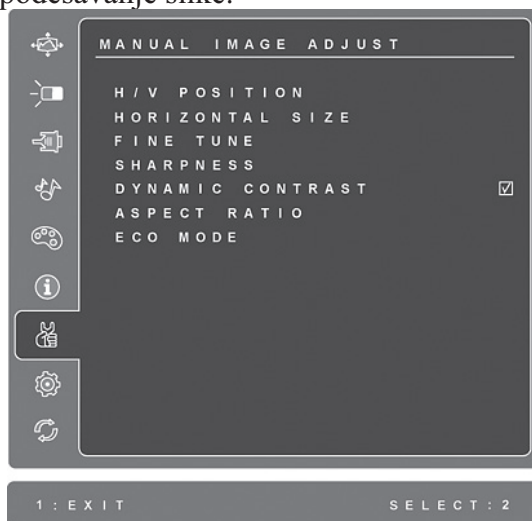 podešavanje slike.
MANUAL IMAGE ADJUST
H/V POSITION
HORIZONTAL SIZE
FINE TUNE
SHARPNESS
DYNAMIC CONTRAST ☑
ASPECT RATIO
ECO MODE
1:EXIT SELECT:2